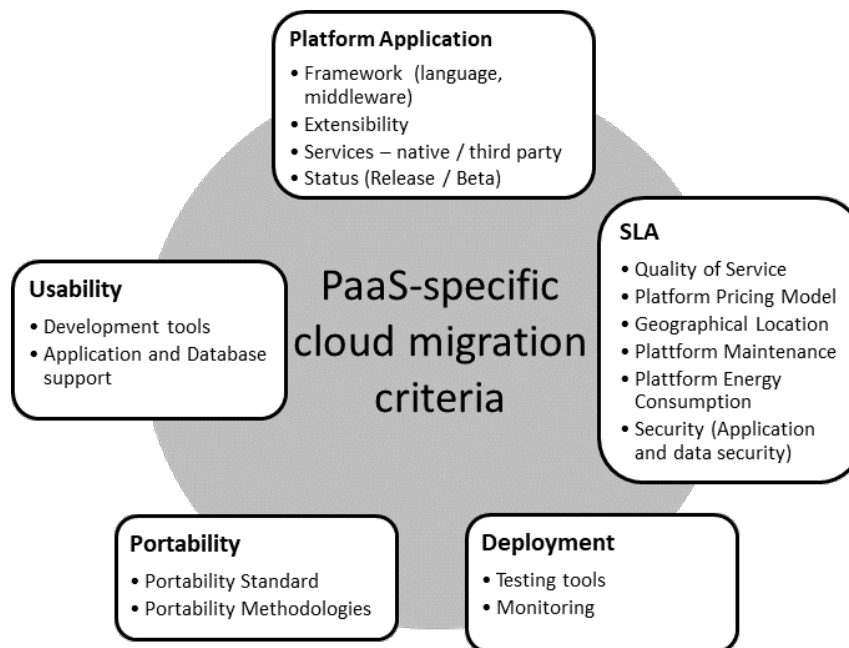 Platform Application
• Framework (language,
middleware)
• Extensibility
• Services – native / third party
• Status (Release / Beta)
SLA
• Quality of Service
• Platform Pricing Model
• Geographical Location
• Plattform Maintenance
• Plattform Energy
Consumption
• Security (Application
and data security)
Usability
• Development tools
• Application and Database
support
PaaS-specific
cloud migration
criteria
Portability
• Portability Standard
• Portability Methodologies
Deployment
• Testing tools
• Monitoring